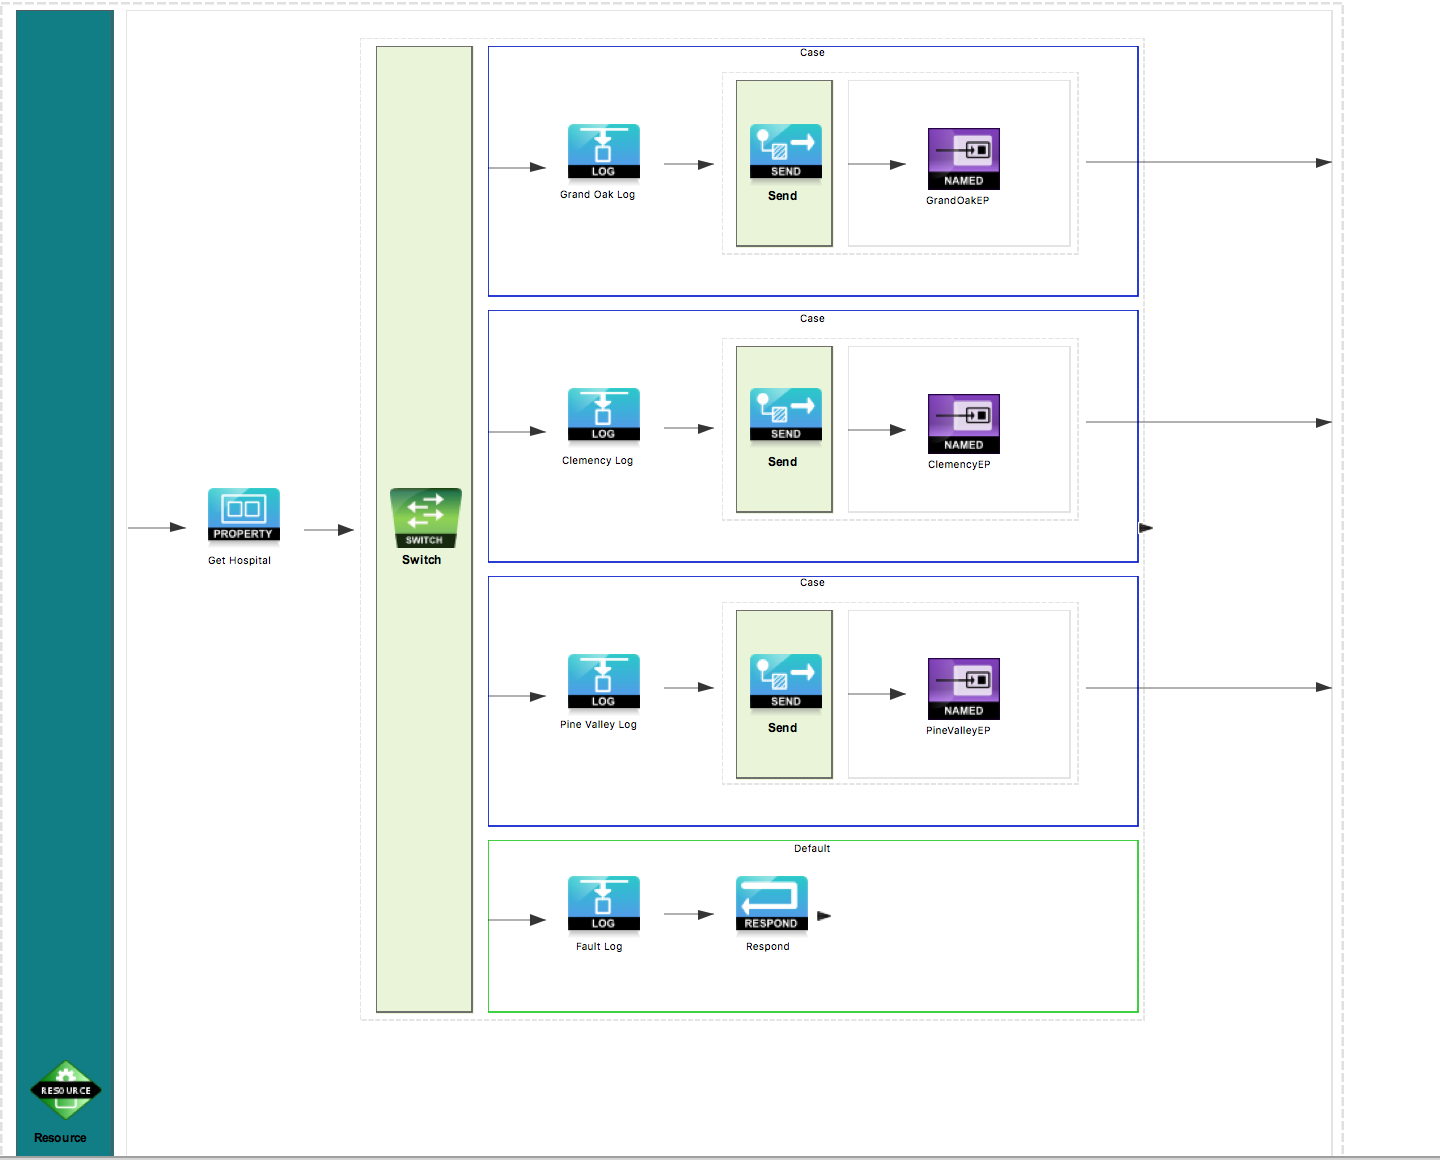 Case
LOG
Grand Oak Log
SEND
Send
NAMED
GrandOakEP
Case
LOG
Clemency Log
SEND
Send
NAMED
ClemencyEP
PROPERTY
Get Hospital
SWITCH
Switch
Case
LOG
Pine Valley Log
SEND
Send
NAMED
PineValleyEP
Default
LOG
Fault Log
RESPOND
Respond
RESOURCE
Resource